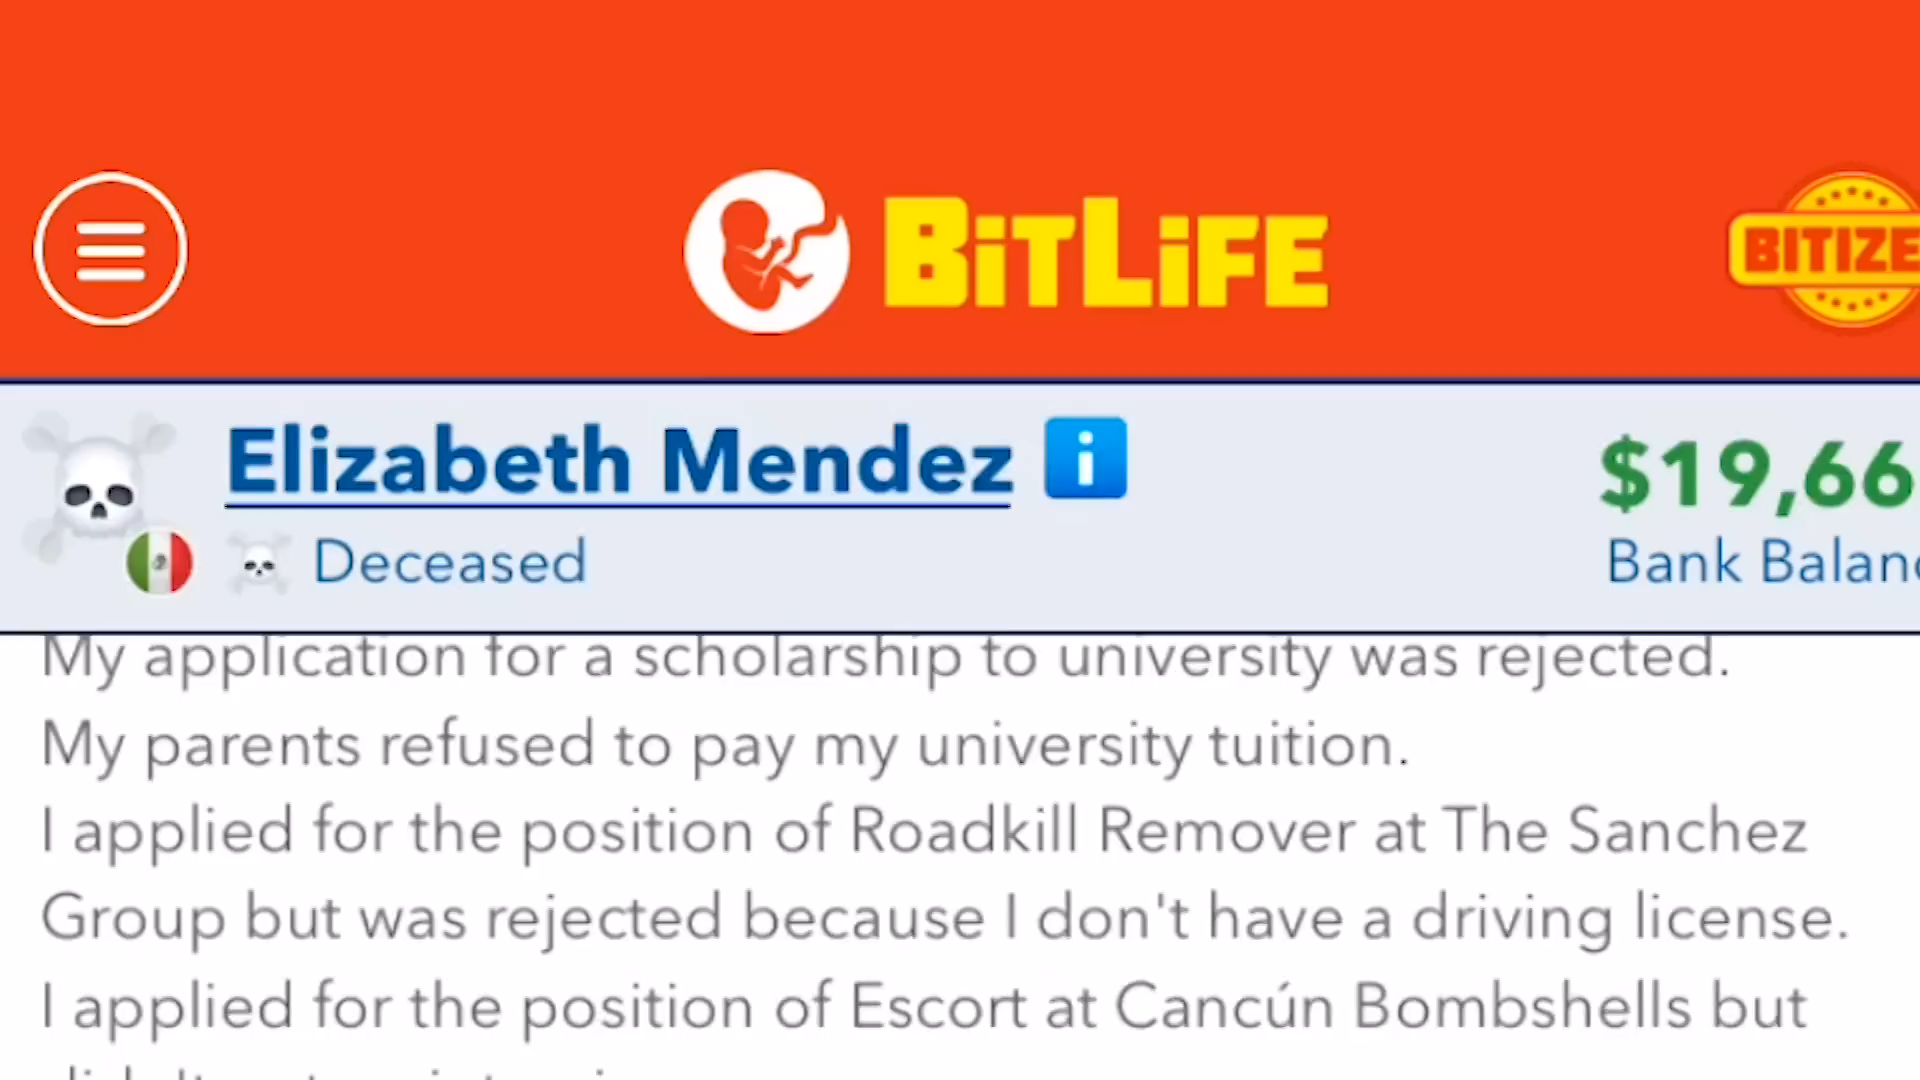 BITLIFE
BITIZE
Elizabeth Mendez
$19,66
Deceased
Bank Balanc
My application for a scholarship to university was rejected.
My parents refused to pay my university tuition.
I applied for the position of Roadkill Remover at The Sanchez
Group but was rejected because I don't have a driving license.
I applied for the position of Escort at Cancún Bombshells but